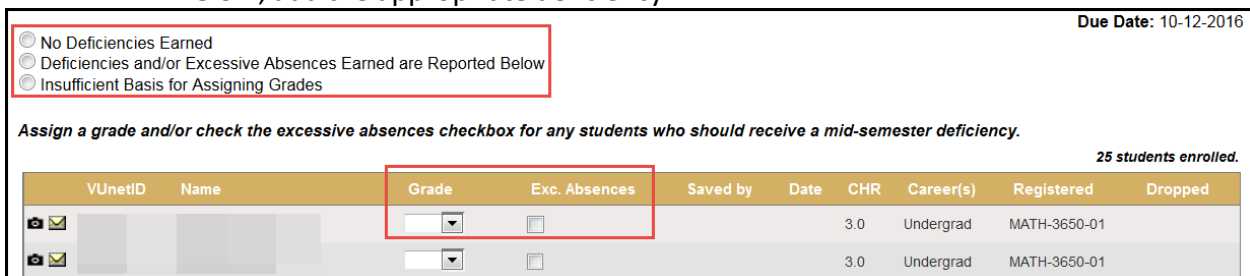 Due Date: 10-12-2016
No Deficiencies Earned
Deficiencies and/or Excessive Absences Earned are Reported Below
Insufficient Basis for Assigning Grades
Assign a grade and/or check the excessive absences checkbox for any students who should receive a mid-semester deficiency.
25 students enrolled.
VUnetID Name Grade Exc. Absences Saved by Date CHR Career(s) Registered Dropped
3.0 Undergrad MATH-3650-01
3.0 Undergrad MATH-3650-01